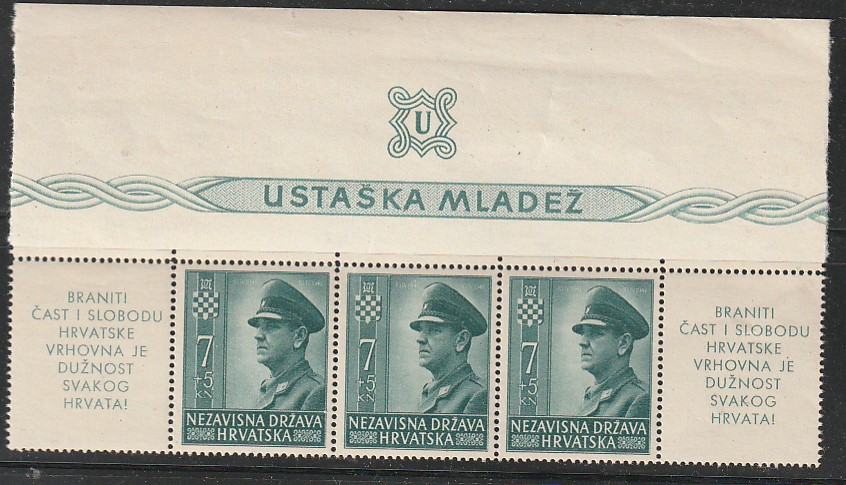 U
USTAŠKA MLADEŽ
BRANITI
ČAST I SLOBODU
HRVATSKE
VRHOVNA JE
DUŽNOST
SVAKOG
HRVATA!
7
+5
KN
NEZAVISNA DRŽAVA
HRVATSKA
7
+5
KN
NEZAVISNA DRŽAVA
HRVATSKA
7
+5
KN
NEZAVISNA DRŽAVA
HRVATSKA
BRANITI
ČAST I SLOBODU
HRVATSKE
VRHOVNA JE
DUŽNOST
SVAKOG
HRVATA!